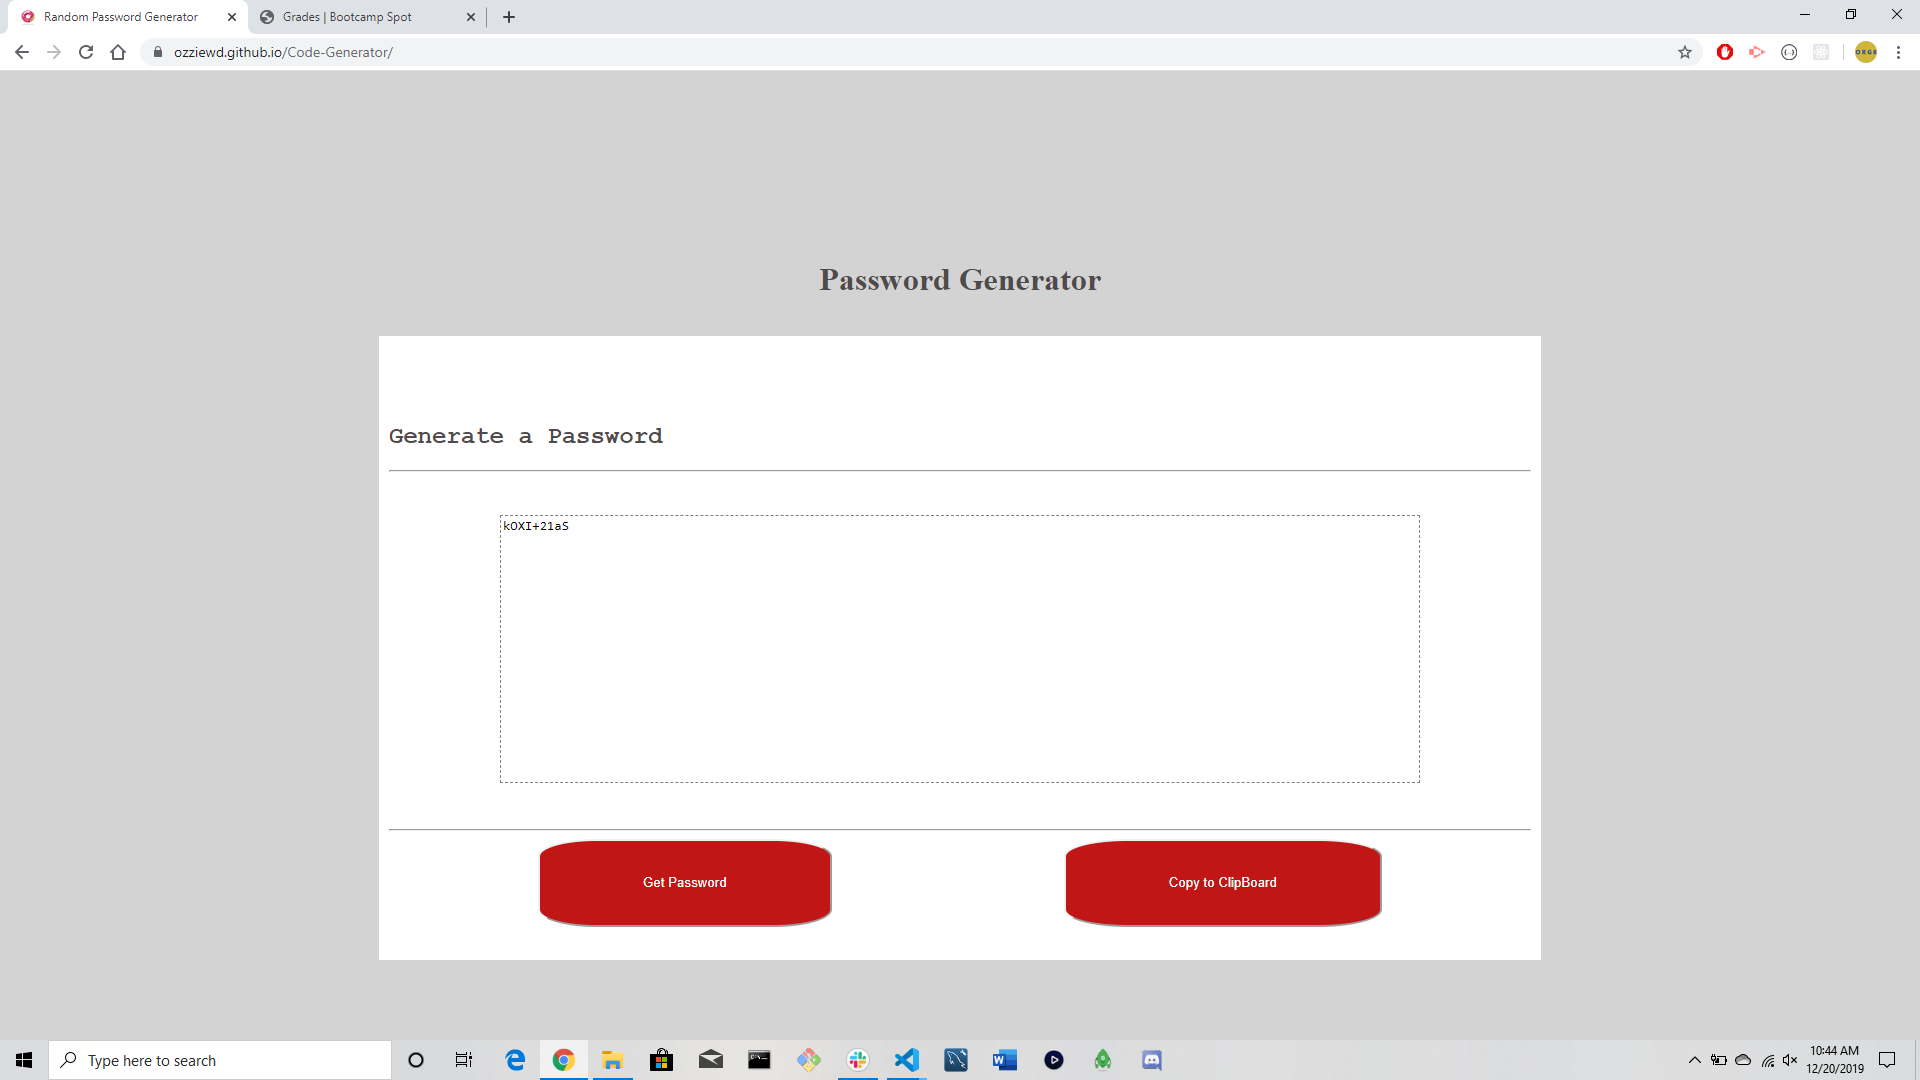 Random Password Generator
Grades | Bootcamp Spot
ozziewd.github.io/Code-Generator/
Password Generator
Generate a Password
kOXI+21aS
Get Password
Copy to ClipBoard
Type here to search
10:44 AM
12/20/2019